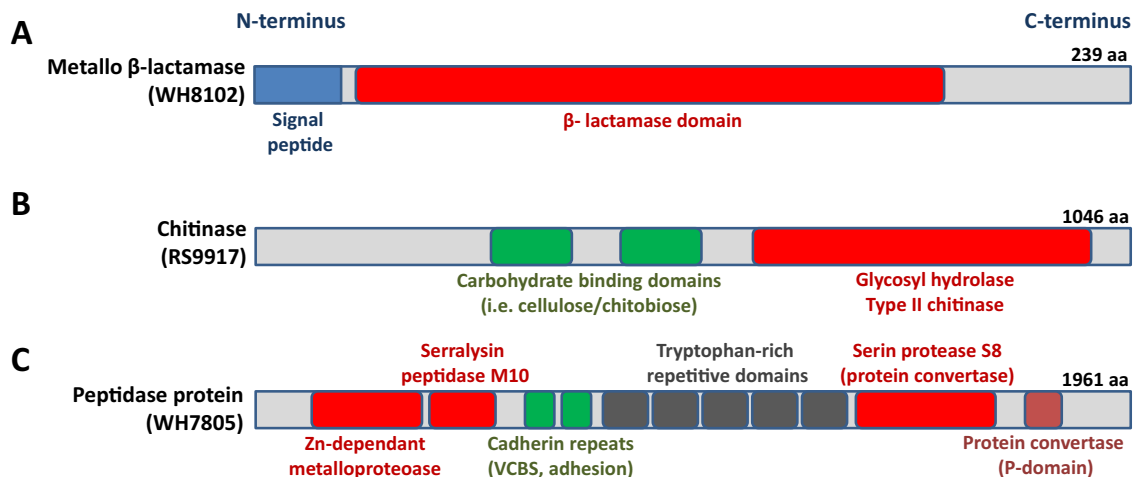 N-terminus
C-terminus
A
Metallo β-lactamase
(WH8102)
239 aa
Signal
peptide
β- lactamase domain
B
Chitinase
(RS9917)
1046 aa
Carbohydrate binding domains
(i.e. cellulose/chitobiose)
Glycosyl hydrolase
Type II chitinase
C
Peptidase protein
(WH7805)
Serralysin
peptidase M10
Tryptophan-rich
repetitive domains
Serin protease S8
(protein convertase)
1961 aa
Zn-dependant
metalloproteoase
Cadherin repeats
(VCBS, adhesion)
Protein convertase
(P-domain)